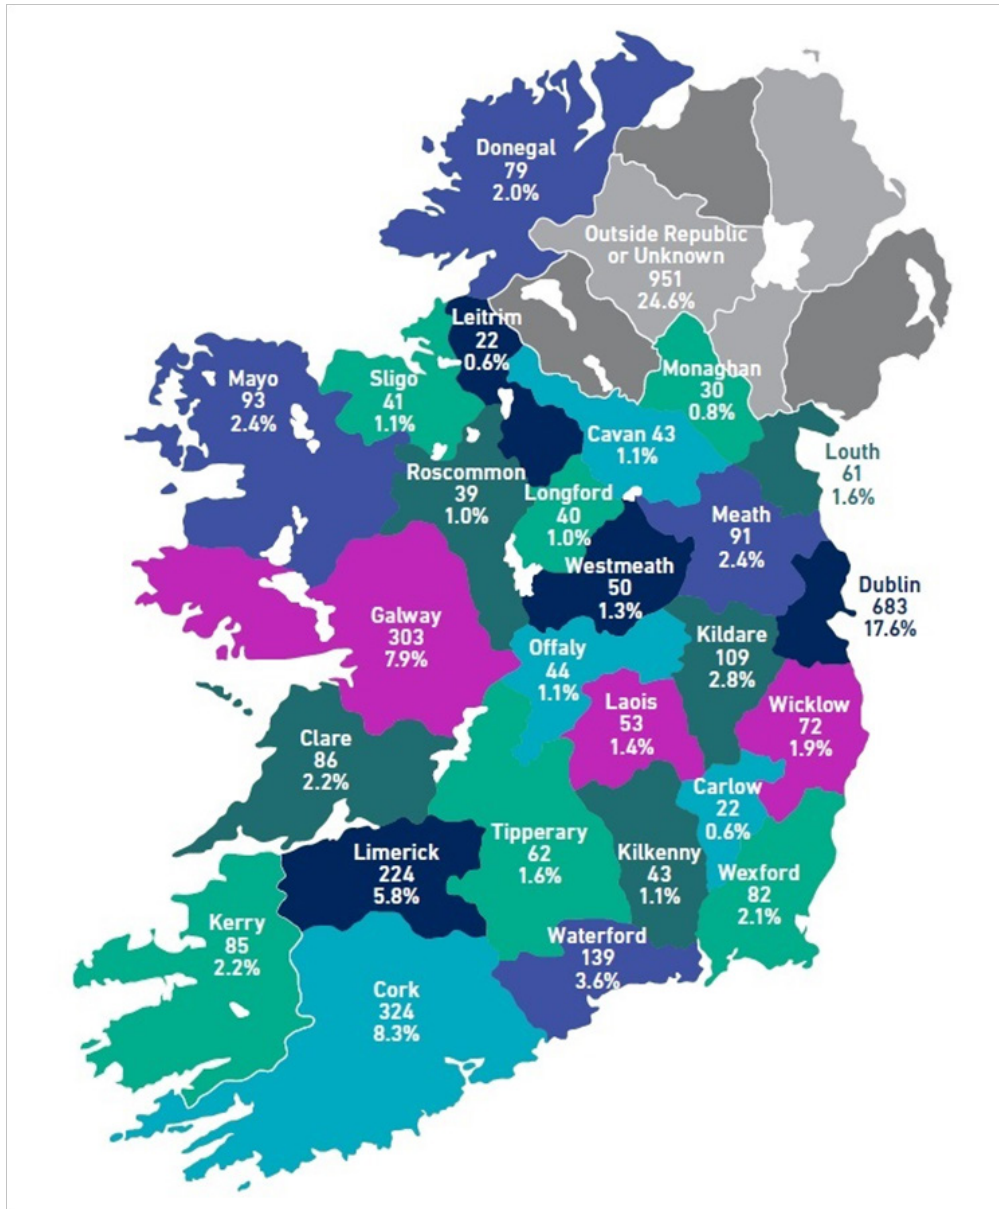 Donegal
79
2.0%
Outside Republic
or Unknown
951
24.6%
Leitrim
22
0.6%
Monaghan
30
0.8%
Mayo
93
2.4%
Sligo
41
1.1%
Cavan 43
1.1%
Louth
61
1.6%
Roscommon
39
1.0%
Longford
40
1.0%
Meath
91
2.4%
Westmeath
50
1.3%
Dublin
683
17.6%
Galway
303
7.9%
Offaly
44
1.1%
Kildare
109
2.8%
Laois
53
1.4%
Wicklow
72
1.9%
Clare
86
2.2%
Carlow
22
0.6%
Tipperary
62
1.6%
Limerick
224
5.8%
Kilkenny
43
1.1%
Wexford
82
2.1%
Kerry
85
2.2%
Waterford
139
3.6%
Cork
324
8.3%